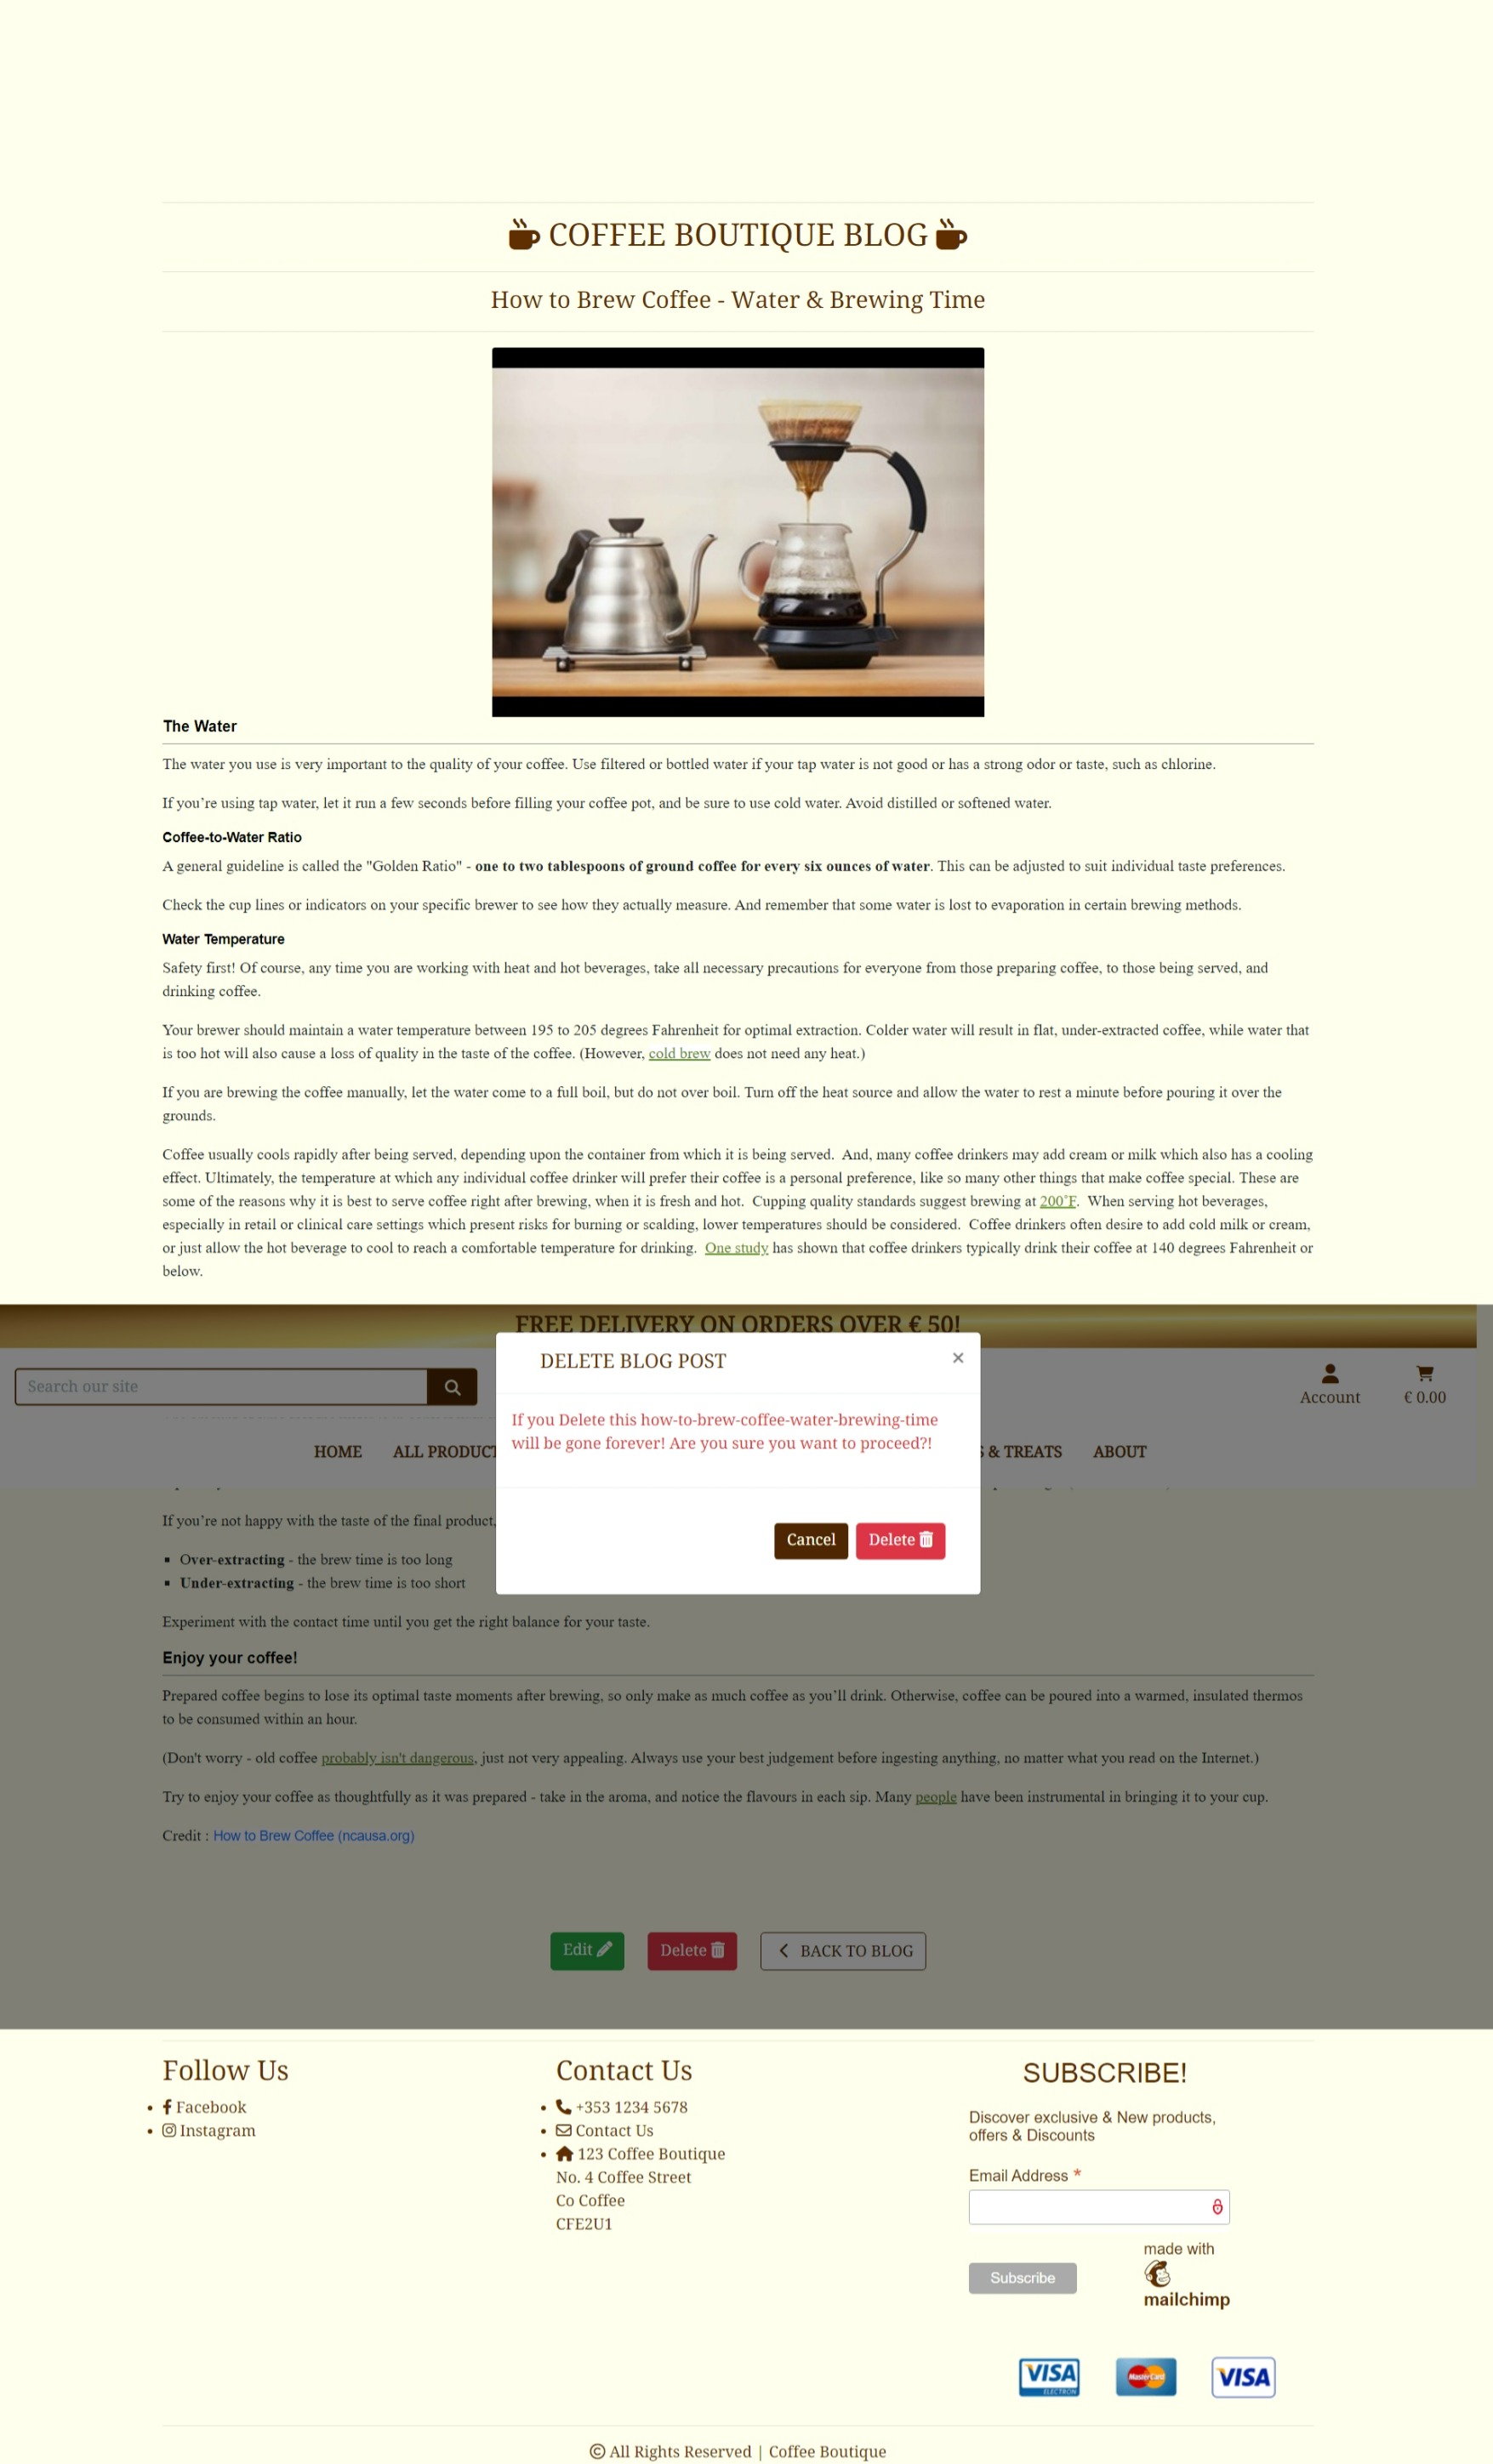 COFFEE BOUTIQUE BLOG
How to Brew Coffee - Water & Brewing Time
The Water
The water you use is very important to the quality of your coffee. Use filtered or bottled water if your tap water is not good or has a strong odor or taste, such as chlorine.
If you’re using tap water, let it run a few seconds before filling your coffee pot, and be sure to use cold water. Avoid distilled or softened water.
Coffee-to-Water Ratio
A general guideline is called the "Golden Ratio" - one to two tablespoons of ground coffee for every six ounces of water. This can be adjusted to suit individual taste preferences.
Check the cup lines or indicators on your specific brewer to see how they actually measure. And remember that some water is lost to evaporation in certain brewing methods.
Water Temperature
Safety first! Of course, any time you are working with heat and hot beverages, take all necessary precautions for everyone from those preparing coffee, to those being served, and
drinking coffee.
Your brewer should maintain a water temperature between 195 to 205 degrees Fahrenheit for optimal extraction. Colder water will result in flat, under-extracted coffee, while water that
is too hot will also cause a loss of quality in the taste of the coffee. (However, cold brew does not need any heat.)
If you are brewing the coffee manually, let the water come to a full boil, but do not over boil. Turn off the heat source and allow the water to rest a minute before pouring it over the
grounds.
Coffee usually cools rapidly after being served, depending upon the container from which it is being served.  And, many coffee drinkers may add cream or milk which also has a cooling
effect. Ultimately, the temperature at which any individual coffee drinker will prefer their coffee is a personal preference, like so many other things that make coffee special. These are
some of the reasons why it is best to serve coffee right after brewing, when it is fresh and hot.  Cupping quality standards suggest brewing at 200˚F.  When serving hot beverages,
especially in retail or clinical care settings which present risks for burning or scalding, lower temperatures should be considered.  Coffee drinkers often desire to add cold milk or cream,
or just allow the hot beverage to cool to reach a comfortable temperature for drinking.  One study has shown that coffee drinkers typically drink their coffee at 140 degrees Fahrenheit or
below.
FREE DELIVERY ON ORDERS OVER € 50!
DELETE BLOG POST ×
Search our site
Account € 0.00
If you Delete this how-to-brew-coffee-water-brewing-time
will be gone forever! Are you sure you want to proceed?!
HOME ALL PRODUCT & TREATS ABOUT
If you’re not happy with the taste of the final product,
Cancel Delete
▪ Over-extracting - the brew time is too long
▪ Under-extracting - the brew time is too short
Experiment with the contact time until you get the right balance for your taste.
Enjoy your coffee!
Prepared coffee begins to lose its optimal taste moments after brewing, so only make as much coffee as you’ll drink. Otherwise, coffee can be poured into a warmed, insulated thermos
to be consumed within an hour.
(Don't worry - old coffee probably isn't dangerous, just not very appealing. Always use your best judgement before ingesting anything, no matter what you read on the Internet.)
Try to enjoy your coffee as thoughtfully as it was prepared - take in the aroma, and notice the flavours in each sip. Many people have been instrumental in bringing it to your cup.
Credit : How to Brew Coffee (ncausa.org)
Edit Delete BACK TO BLOG
Follow Us
• Facebook
• Instagram
Contact Us
• +353 1234 5678
• Contact Us
• 123 Coffee Boutique
No. 4 Coffee Street
Co Coffee
CFE2U1
SUBSCRIBE!
Discover exclusive & New products,
offers & Discounts
Email Address *
Subscribe
made with
mailchimp
VISA ELECTRON MasterCard VISA
© All Rights Reserved | Coffee Boutique